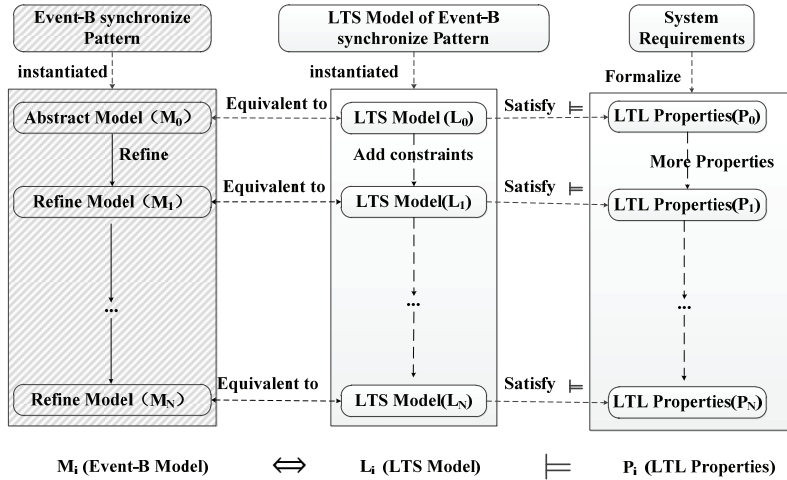 Event-B synchronize
Pattern
LTS Model of Event-B
synchronize Pattern
System
Requirements
instantiated
instantiated
Formalize
Abstract Model（M0）
Equivalent to
LTS Model (L0)
Satisfy ⊨
LTL Properties(P0)
Refine
Add constraints
More Properties
Refine Model（M1）
Equivalent to
LTS Model(L1)
Satisfy ⊨
LTL Properties(P1)
...
...
...
Refine Model（MN）
Equivalent to
LTS Model(LN)
Satisfy ⊨
LTL Properties(PN)
Mi (Event-B Model) ⇔ Li (LTS Model) ⊨ Pi (LTL Properties)